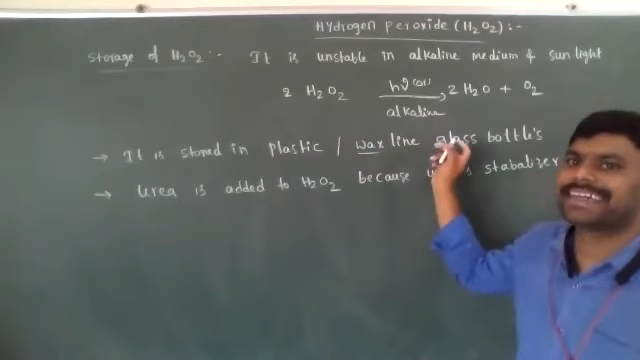 Hydrogen Peroxide (H2O2) :-
Storage of H2O2 :- It is unstable in alkaline medium & sun light
2 H2O2 hν (or) alkaline → 2 H2O + O2
→ It is stored in Plastic / wax line glass bottle's
→ Urea is added to H2O2 because stabalizer